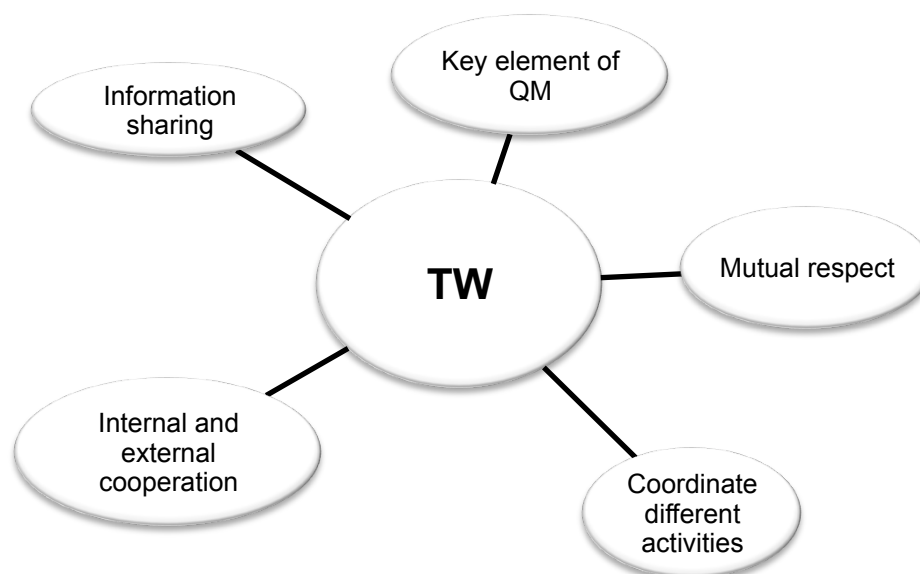 Key element of
QM
Information
sharing
TW
Mutual respect
Internal and
external
cooperation
Coordinate
different
activities